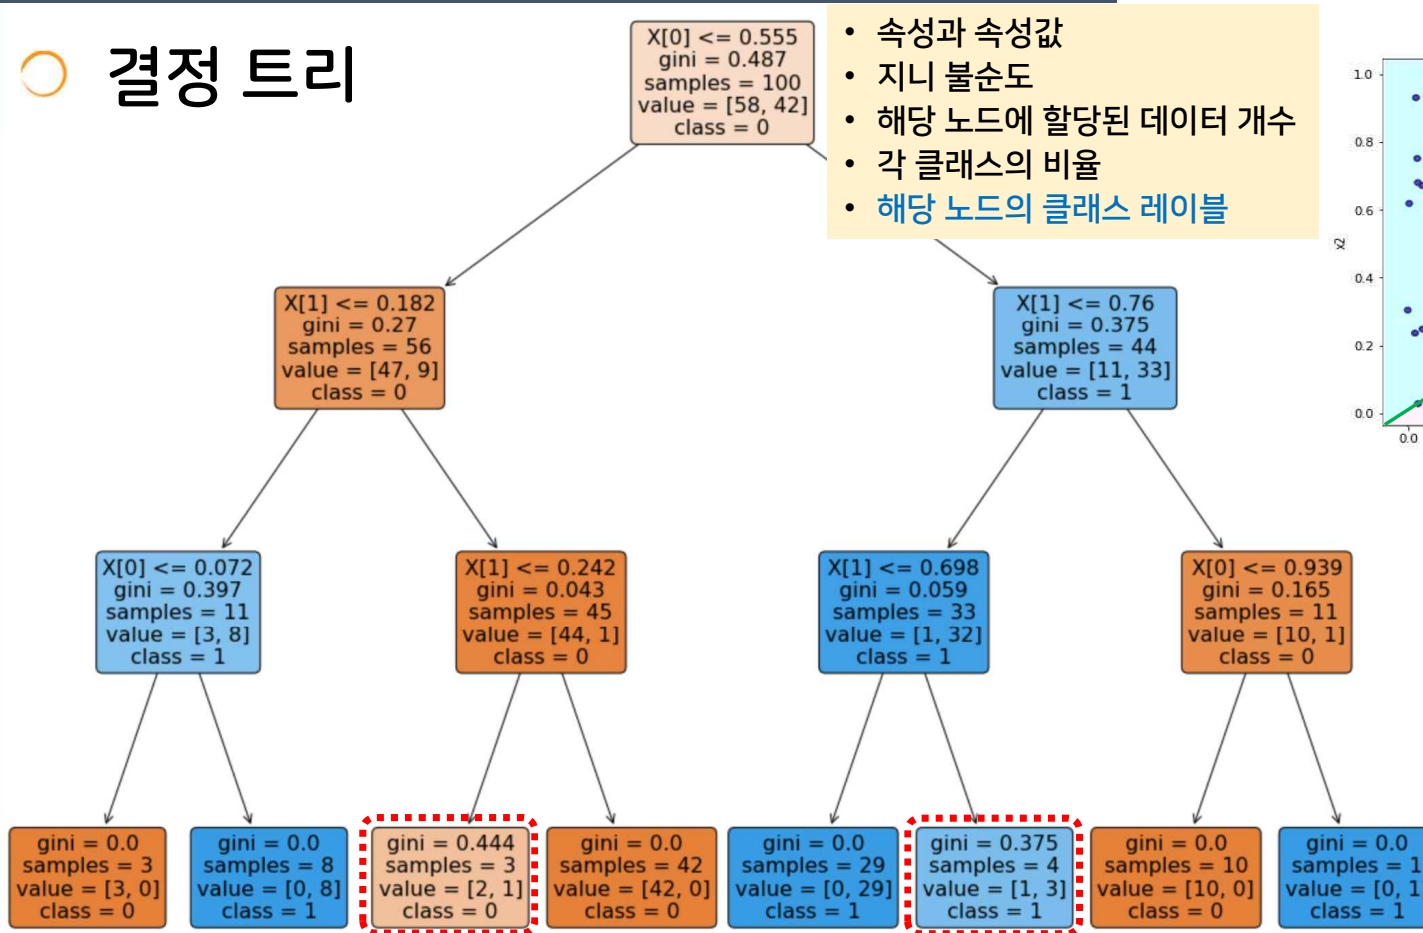 결정 트리
X[0] <= 0.555
gini = 0.487
samples = 100
value = [58, 42]
class = 0
• 속성과 속성값
• 지니 불순도
• 해당 노드에 할당된 데이터 개수
• 각 클래스의 비율
• 해당 노드의 클래스 레이블
1.0
0.8
0.6
0.4
0.2
0.0
x2
0.0
X[1] <= 0.182
gini = 0.27
samples = 56
value = [47, 9]
class = 0
X[1] <= 0.76
gini = 0.375
samples = 44
value = [11, 33]
class = 1
X[0] <= 0.072
gini = 0.397
samples = 11
value = [3, 8]
class = 1
X[1] <= 0.242
gini = 0.043
samples = 45
value = [44, 1]
class = 0
X[1] <= 0.698
gini = 0.059
samples = 33
value = [1, 32]
class = 1
X[0] <= 0.939
gini = 0.165
samples = 11
value = [10, 1]
class = 0
gini = 0.0
samples = 3
value = [3, 0]
class = 0
gini = 0.0
samples = 8
value = [0, 8]
class = 1
gini = 0.444
samples = 3
value = [2, 1]
class = 0
gini = 0.0
samples = 42
value = [42, 0]
class = 0
gini = 0.0
samples = 29
value = [0, 29]
class = 1
gini = 0.375
samples = 4
value = [1, 3]
class = 1
gini = 0.0
samples = 10
value = [10, 0]
class = 0
gini = 0.0
samples = 1
value = [0, 1
class = 1